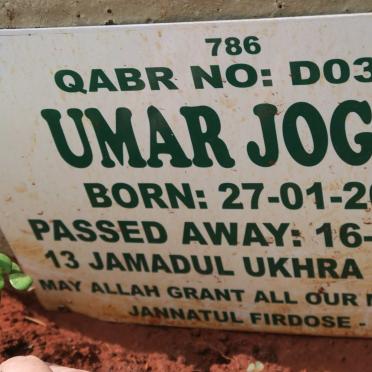 786
QABR NO: D03
UMAR JOG
BORN: 27-01-20
PASSED AWAY: 16-
13 JAMADUL UKHRA
MAY ALLAH GRANT ALL OUR
JANNATUL FIRDOSE -